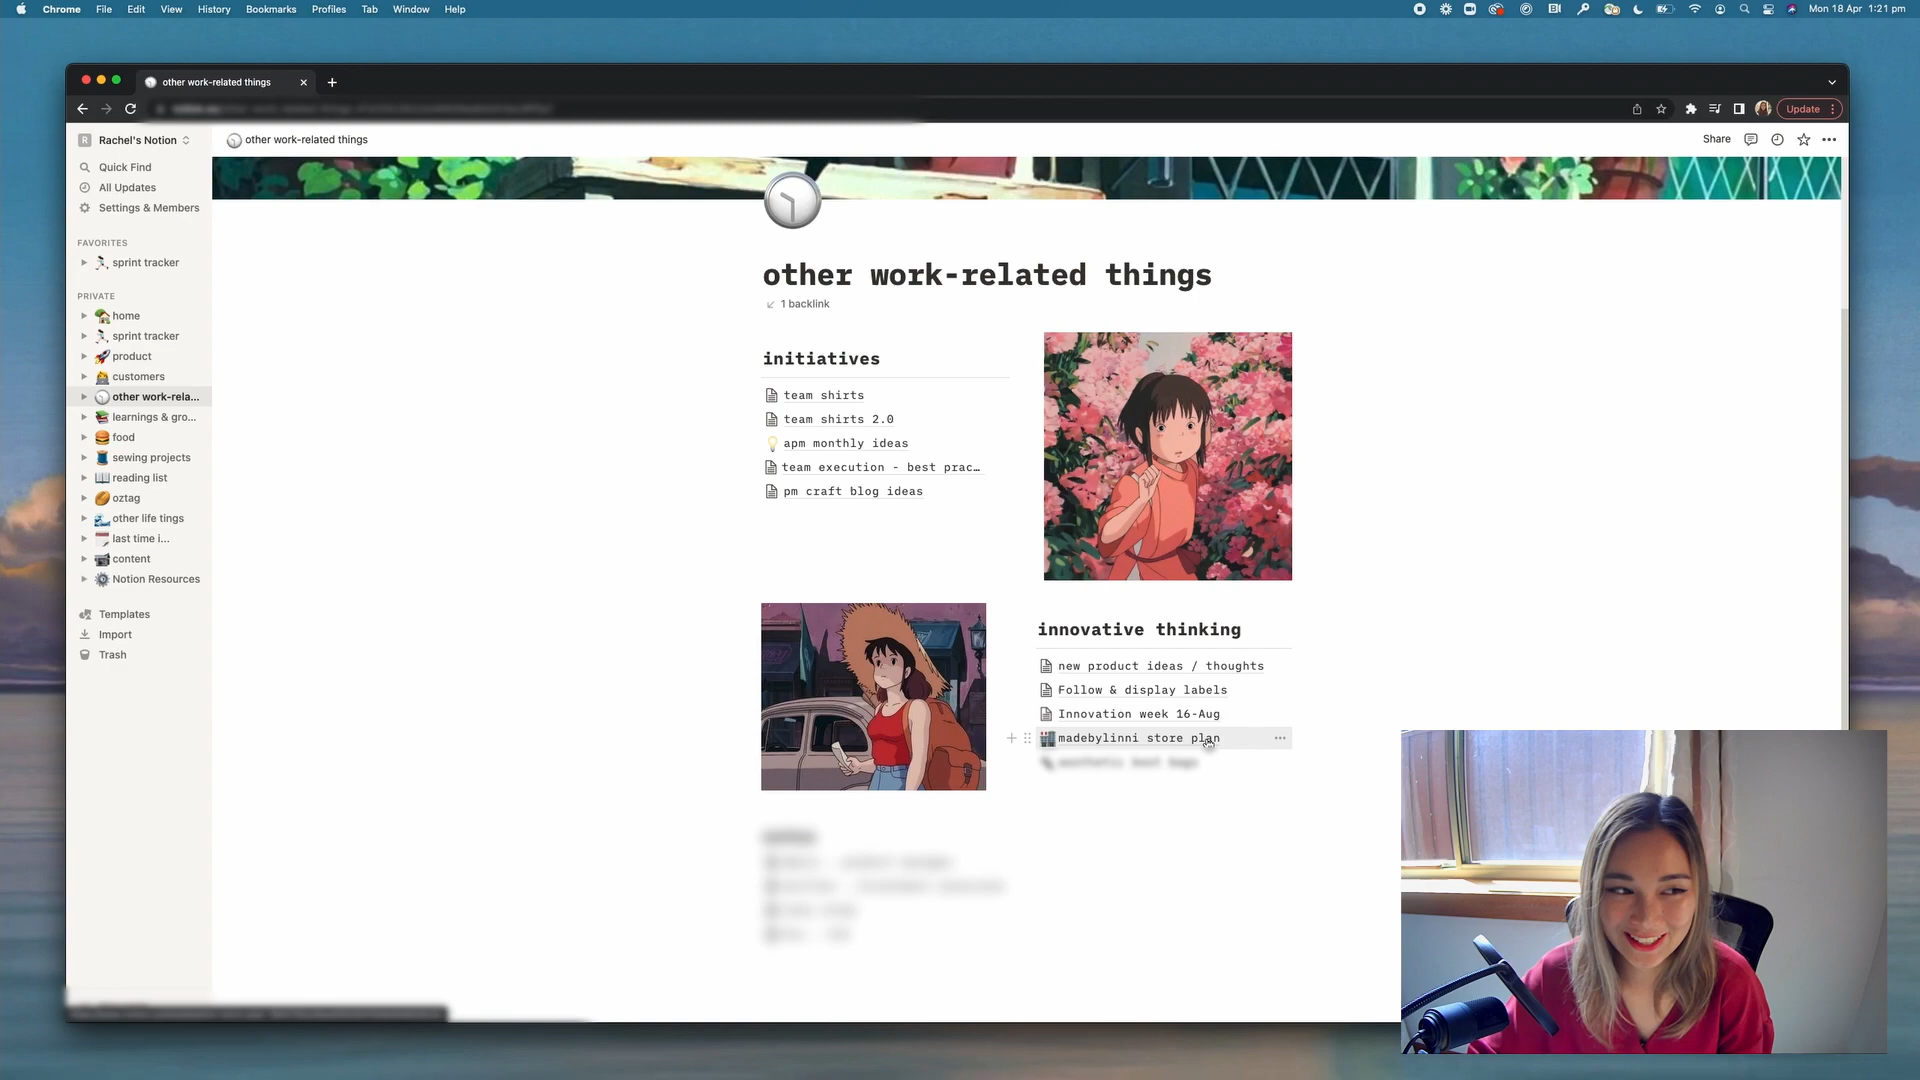 Chrome File Edit View History Bookmarks Profiles Tab Window Help
Mon 18 Apr 1:21 pm
other work-related things
Update
Rachel's Notion
other work-related things
Share
Quick Find
All Updates
Settings & Members
FAVORITES
sprint tracker
PRIVATE
home
sprint tracker
product
customers
other work-rela...
learnings & gro...
food
sewing projects
reading list
oztag
other life tings
last time i...
content
Notion Resources
Templates
Import
Trash
other work-related things
1 backlink
initiatives
team shirts
team shirts 2.0
apm monthly ideas
team execution - best prac…
pm craft blog ideas
innovative thinking
new product ideas / thoughts
Follow & display labels
Innovation week 16-Aug
madebylinni store plan